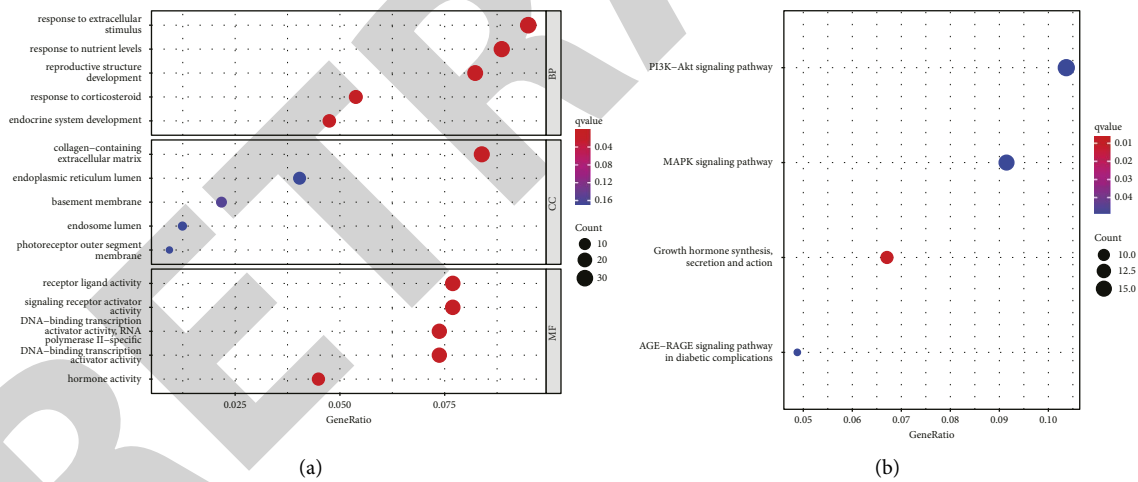 response to extracellular
stimulus
response to nutrient levels
reproductive structure
development
response to corticosteroid
endocrine system development
BP
collagen−containing
extracellular matrix
endoplasmic reticulum lumen
basement membrane
endosome lumen
photoreceptor outer segment
membrane
CC
receptor ligand activity
signaling receptor activator
activity
DNA−binding transcription
activator activity, RNA
polymerase II−specific
DNA−binding transcription
activator activity
hormone activity
MF
0.025
0.050
0.075
GeneRatio
qvalue
0.04
0.08
0.12
0.16
Count
10
20
30
(a)
PI3K−Akt signaling pathway
MAPK signaling pathway
Growth hormone synthesis,
secretion and action
AGE−RAGE signaling pathway
in diabetic complications
0.05
0.06
0.07
0.08
0.09
0.10
GeneRatio
qvalue
0.01
0.02
0.03
0.04
Count
10.0
12.5
15.0
(b)
RETRA